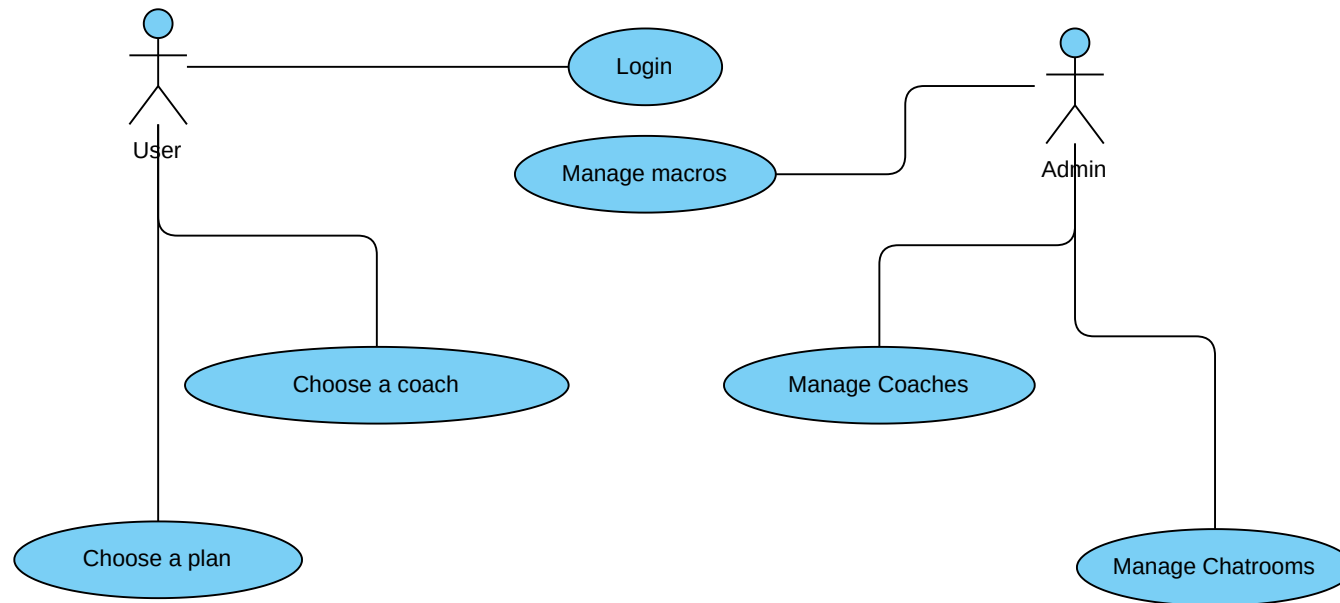 Login
User
Admin
Manage macros
Choose a coach
Manage Coaches
Choose a plan
Manage Chatrooms